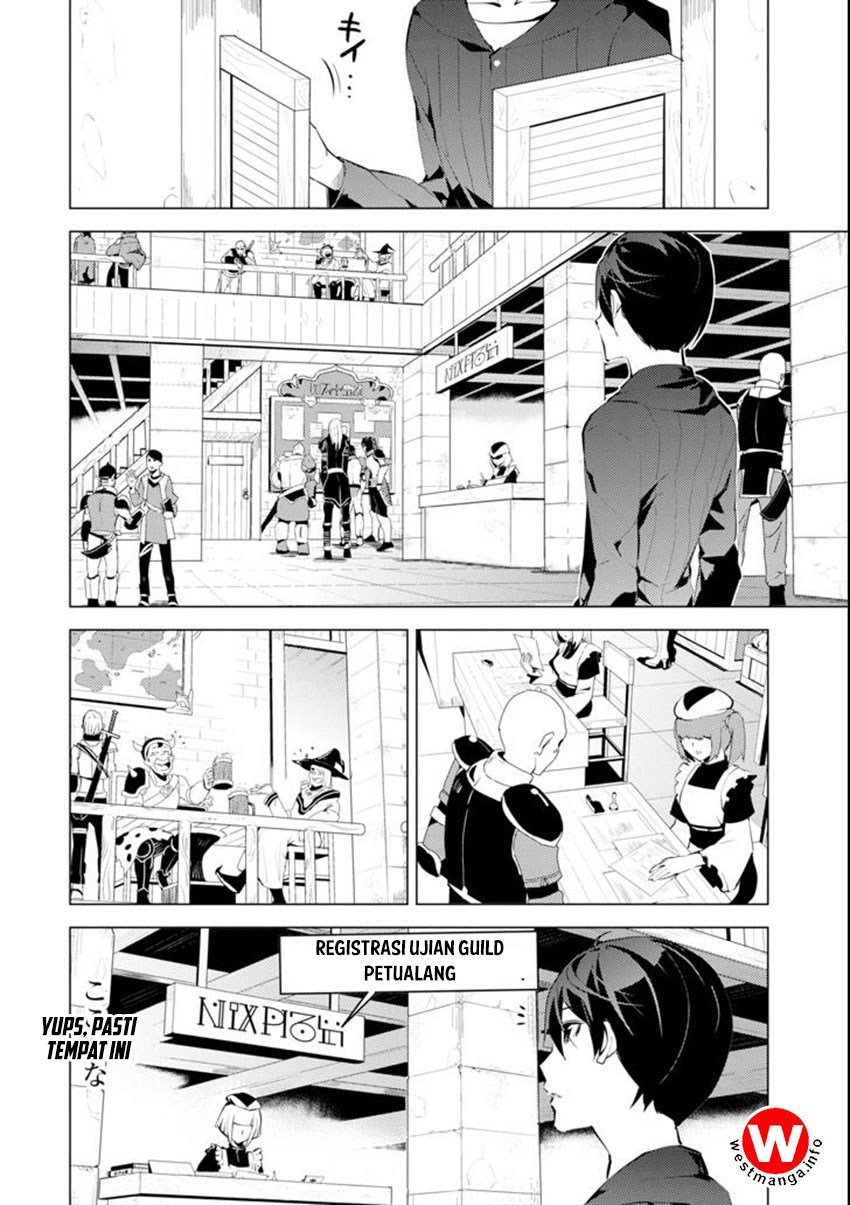 キィ…
REGISTRASI UJIAN GUILD
PETUALANG
YUPS, PASTI
TEMPAT INI
W
westmanga.info